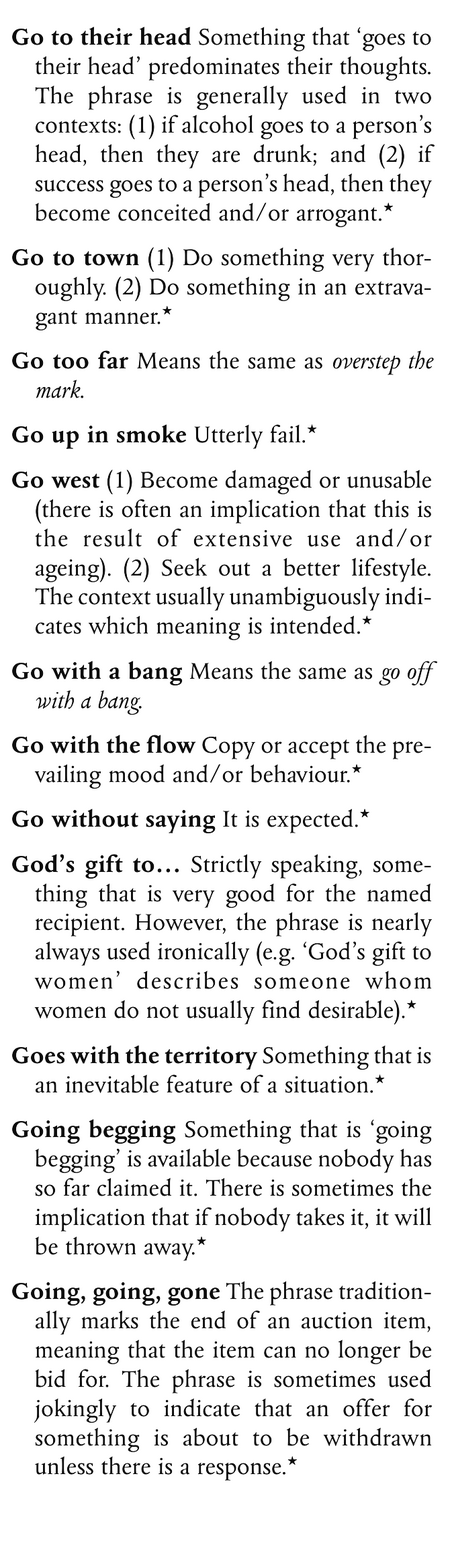 Go to their head Something that ‘goes to
their head’ predominates their thoughts.
The phrase is generally used in two
contexts: (1) if alcohol goes to a person’s
head, then they are drunk; and (2) if
success goes to a person’s head, then they
become conceited and/or arrogant.★
Go to town (1) Do something very thor-
oughly. (2) Do something in an extrava-
gant manner.★
Go too far Means the same as overstep the
mark.
Go up in smoke Utterly fail.★
Go west (1) Become damaged or unusable
(there is often an implication that this is
the result of extensive use and/or
ageing). (2) Seek out a better lifestyle.
The context usually unambiguously indi-
cates which meaning is intended.★
Go with a bang Means the same as go off
with a bang.
Go with the flow Copy or accept the pre-
vailing mood and/or behaviour.★
Go without saying It is expected.★
God’s gift to… Strictly speaking, some-
thing that is very good for the named
recipient. However, the phrase is nearly
always used ironically (e.g. ‘God’s gift to
women’ describes someone whom
women do not usually find desirable).★
Goes with the territory Something that is
an inevitable feature of a situation.★
Going begging Something that is ‘going
begging’ is available because nobody has
so far claimed it. There is sometimes the
implication that if nobody takes it, it will
be thrown away.★
Going, going, gone The phrase tradition-
ally marks the end of an auction item,
meaning that the item can no longer be
bid for. The phrase is sometimes used
jokingly to indicate that an offer for
something is about to be withdrawn
unless there is a response.★